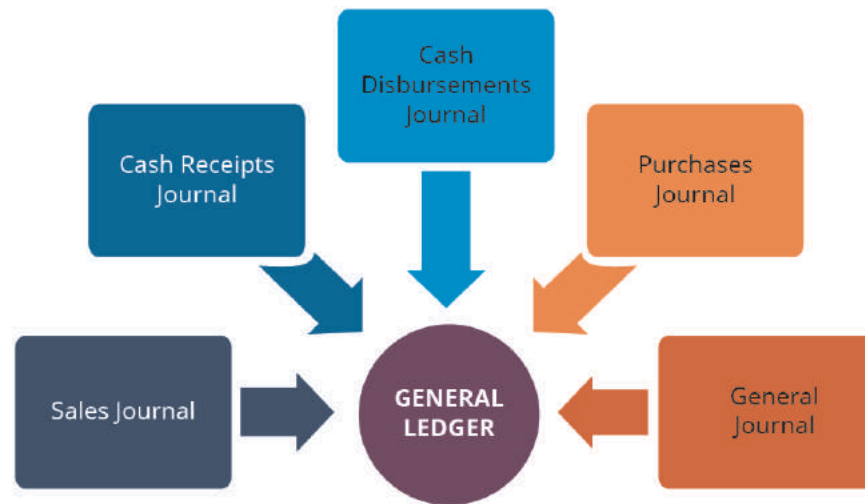 Cash
Disbursements
Journal
Cash Receipts
Journal
Purchases
Journal
Sales Journal
GENERAL
LEDGER
General
Journal